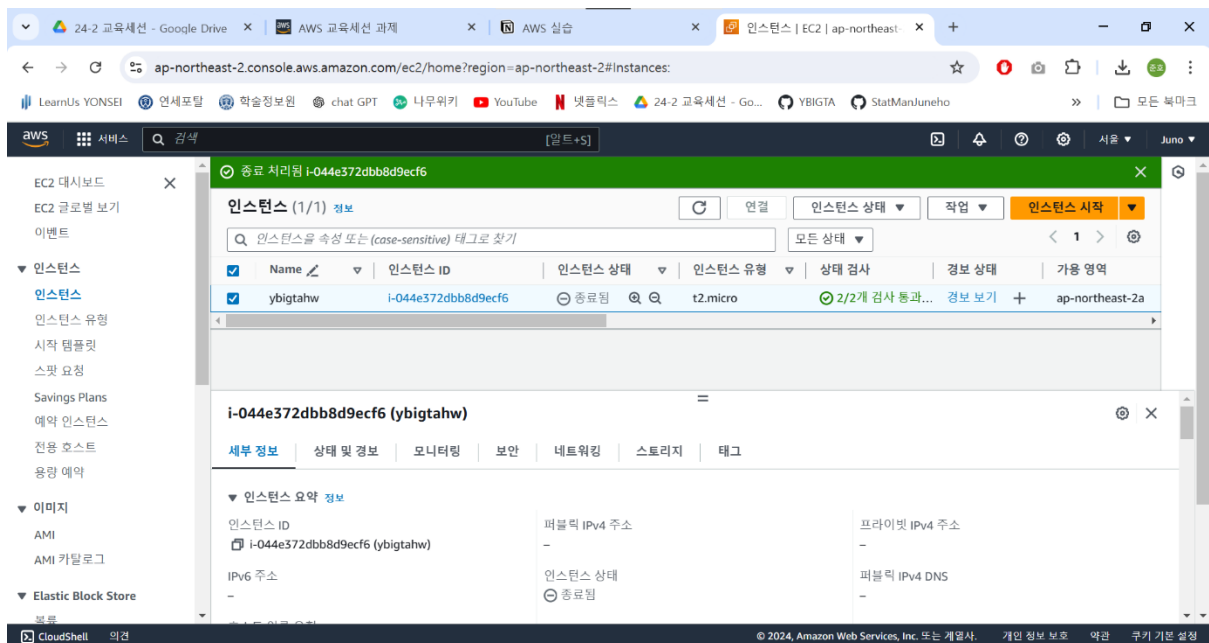 24-2 교육세션 - Google Drive
AWS 교육세션 과제
AWS 실습
인스턴스 | EC2 | ap-northeast-
ap-northeast-2.console.aws.amazon.com/ec2/home?region=ap-northeast-2#Instances:
준호
LearnUs YONSEI 연세포탈 학술정보원 chat GPT 나무위키 YouTube 넷플릭스 24-2 교육세션 - Go... YBIGTA StatManJuneho » 모든 북마크
aws 서비스 검색 [알트+S] 서울 ▼ Juno ▼
EC2 대시보드
EC2 글로벌 보기
이벤트
▼ 인스턴스
인스턴스
인스턴스 유형
시작 템플릿
스팟 요청
Savings Plans
예약 인스턴스
전용 호스트
용량 예약
▼ 이미지
AMI
AMI 카탈로그
▼ Elastic Block Store
볼륨
종료 처리됨 i-044e372dbb8d9ecf6
인스턴스 (1/1) 정보
연결 인스턴스 상태 ▼ 작업 ▼ 인스턴스 시작 ▼
인스턴스을 속성 또는 (case-sensitive) 태그로 찾기 모든 상태 ▼ < 1 >
Name 인스턴스 ID 인스턴스 상태 인스턴스 유형 상태 검사 경보 상태 가용 영역
ybigtahw i-044e372dbb8d9ecf6 종료됨 t2.micro 2/2개 검사 통과... 경보 보기 + ap-northeast-2a
i-044e372dbb8d9ecf6 (ybigtahw)
세부 정보 상태 및 경보 모니터링 보안 네트워킹 스토리지 태그
▼ 인스턴스 요약 정보
인스턴스 ID 퍼블릭 IPv4 주소 프라이빗 IPv4 주소
i-044e372dbb8d9ecf6 (ybigtahw) – –
IPv6 주소 인스턴스 상태 퍼블릭 IPv4 DNS
– 종료됨 –
CloudShell 의견 © 2024, Amazon Web Services, Inc. 또는 계열사. 개인 정보 보호 약관 쿠키 기본 설정